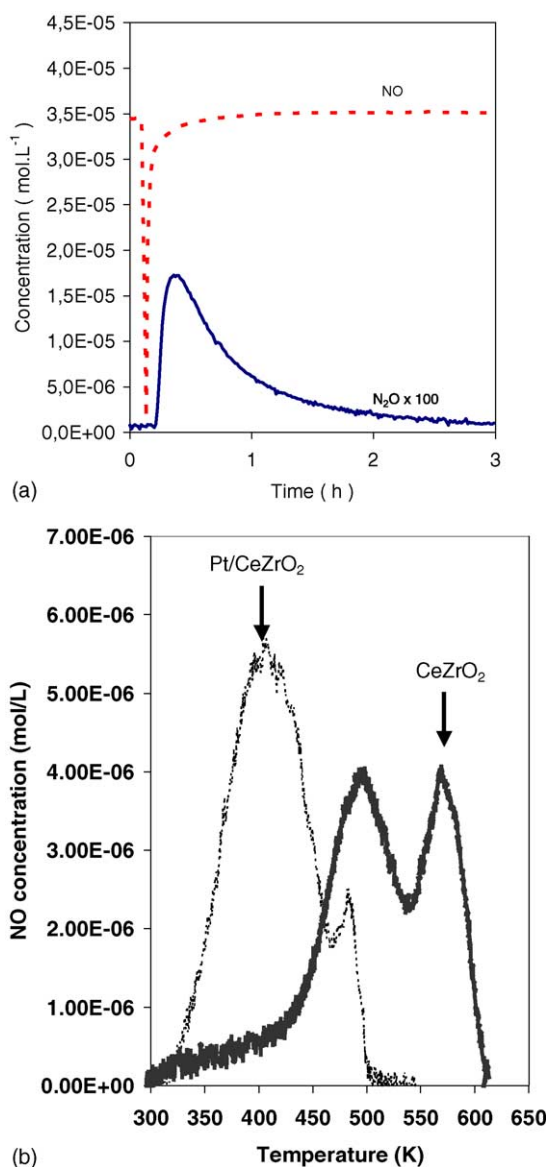 4,5E-05
4,0E-05
3,5E-05
3,0E-05
2,5E-05
2,0E-05
1,5E-05
1,0E-05
5,0E-06
0,0E+00
Concentration ( mol.L⁻¹ )
NO
N₂O x 100
0 1 2 3
Time ( h )
(a)
7.00E-06
6.00E-06
5.00E-06
4.00E-06
3.00E-06
2.00E-06
1.00E-06
0.00E+00
NO concentration (mol/L)
Pt/CeZrO₂
CeZrO₂
300 350 400 450 500 550 600 650
Temperature (K)
(b)